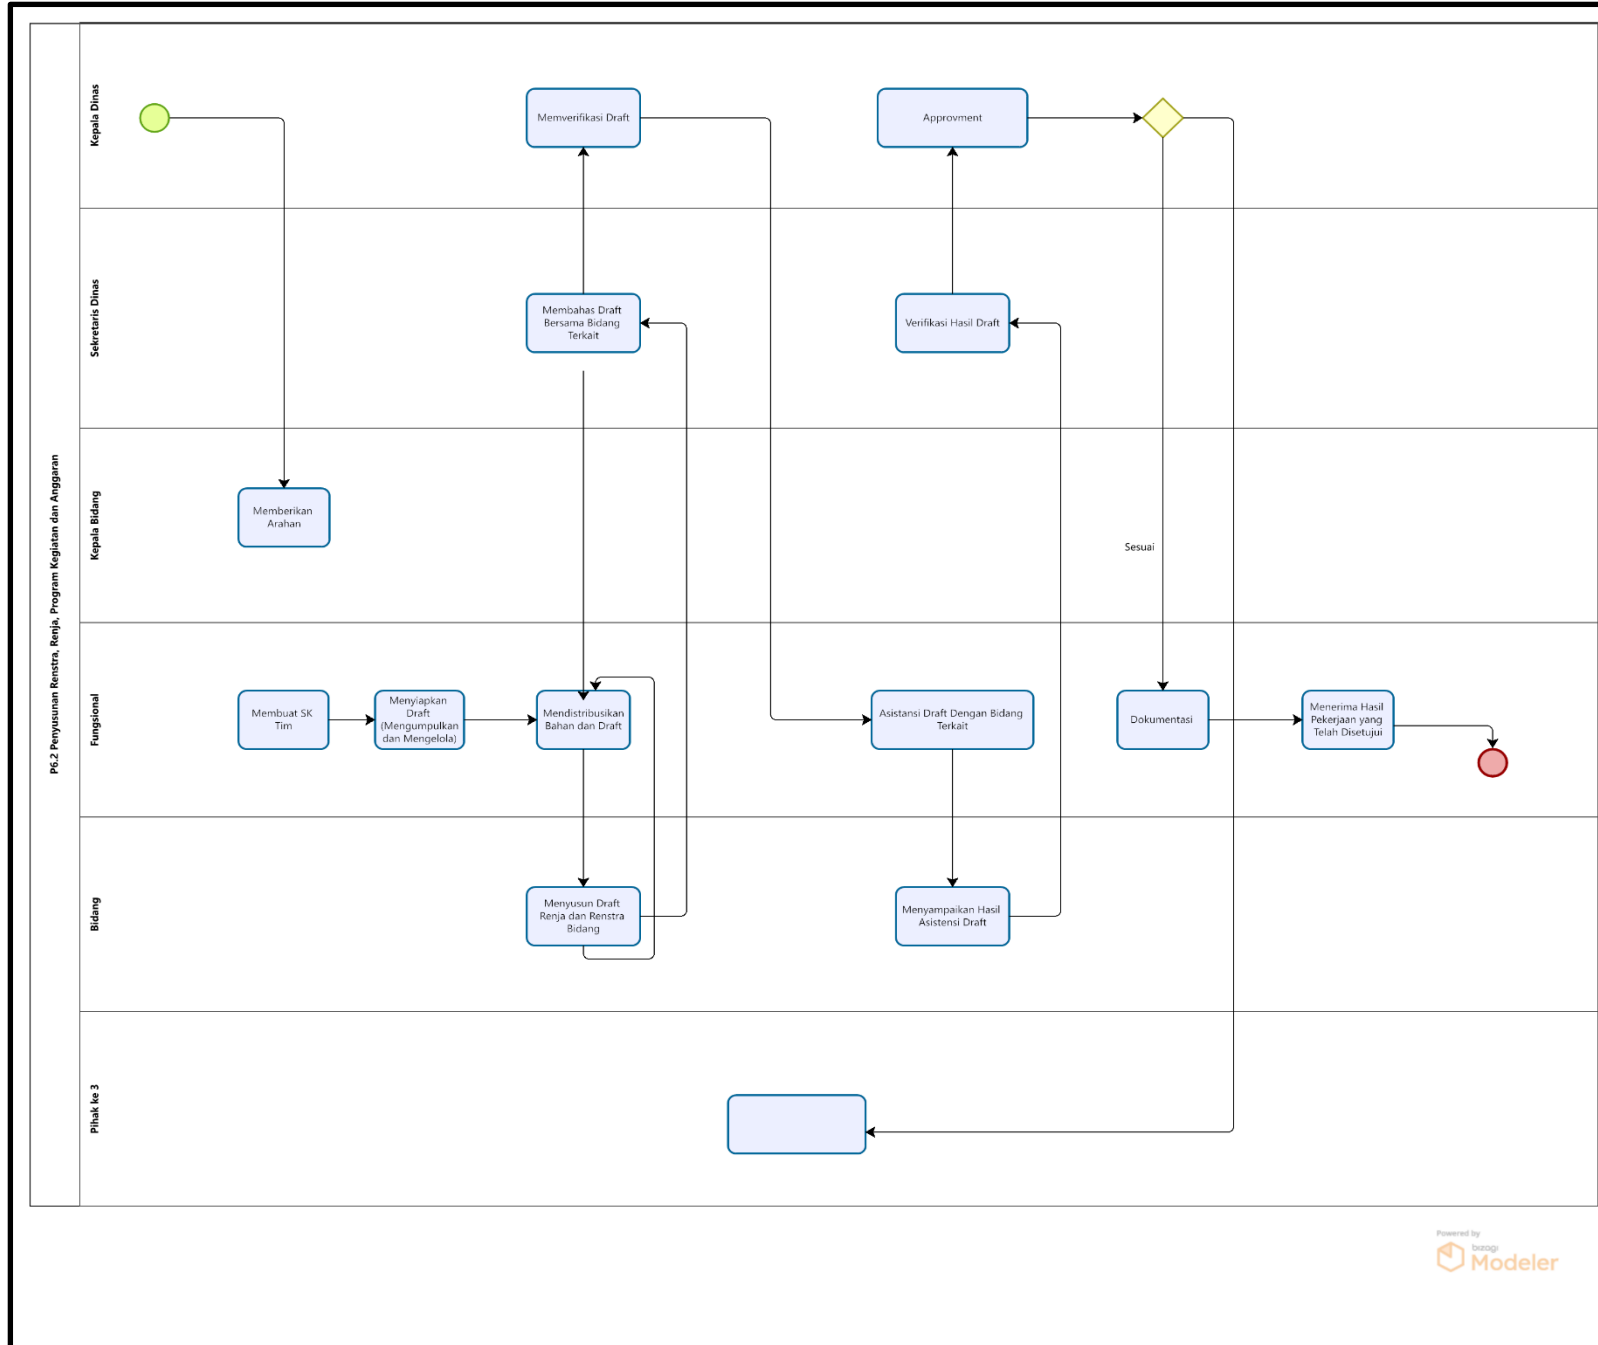 P6.2 Penyusunan Renstra, Renja, Program Kegiatan dan Anggaran
Kepala Dinas
Memverifikasi Draft
Approvment
Sekretaris Dinas
Membahas Draft
Bersama Bidang
Terkait
Verifikasi Hasil Draft
Kepala Bidang
Memberikan
Arahan
Sesuai
Fungsional
Membuat SK
Tim
Menyiapkan
Draft
(Mengumpulkan
dan Mengelola)
Mendistribusikan
Bahan dan Draft
Asistansi Draft Dengan Bidang
Terkait
Dokumentasi
Menerima Hasil
Pekerjaan yang
Telah Disetujui
Bidang
Menyusun Draft
Renja dan Renstra
Bidang
Menyampaikan Hasil
Asistensi Draft
Pihak ke 3
Powered by
bizagi
Modeler